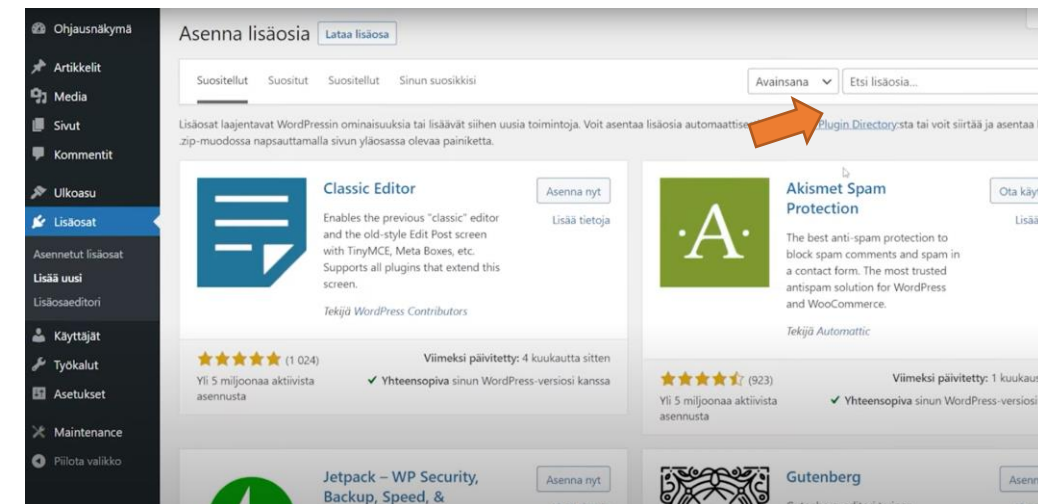 Ohjausnäkymä
Artikkelit
Media
Sivut
Kommentit
Ulkoasu
Lisäosat
Asennetut lisäosat
Lisää uusi
Lisäosaeditori
Käyttäjät
Työkalut
Asetukset
Maintenance
Piilota valikko
Asenna lisäosia Lataa lisäosa
Suositellut Suositut Suositellut Sinun suosikkisi Avainsana Etsi lisäosia...
Lisäosat laajentavat WordPressin ominaisuuksia tai lisäävät siihen uusia toimintoja. Voit asentaa lisäosia Plugin Directory:sta tai voit siirtää ja asentaa
.zip-muodossa napsauttamalla sivun yläosassa olevaa painiketta.
Classic Editor
Asenna nyt
Lisää tietoja
Enables the previous "classic" editor
and the old-style Edit Post screen
with TinyMCE, Meta Boxes, etc.
Supports all plugins that extend this
screen.
Tekijä WordPress Contributors
(1 024)
Yli 5 miljoonaa aktiivista
asennusta
Viimeksi päivitetty: 4 kuukautta sitten
Yhteensopiva sinun WordPress-versiosi kanssa
·A·
Akismet Spam
Protection
Ota
The best anti-spam protection to
block spam comments and spam in
a contact form. The most trusted
antispam solution for WordPress
and WooCommerce.
Tekijä Automattic
(923)
Yli 5 miljoonaa aktiivista
asennusta
Viimeksi päivitetty: 1
Yhteensopiva sinun WordPress-versiosi
Jetpack – WP Security,
Backup, Speed, &
Asenna nyt
Gutenberg